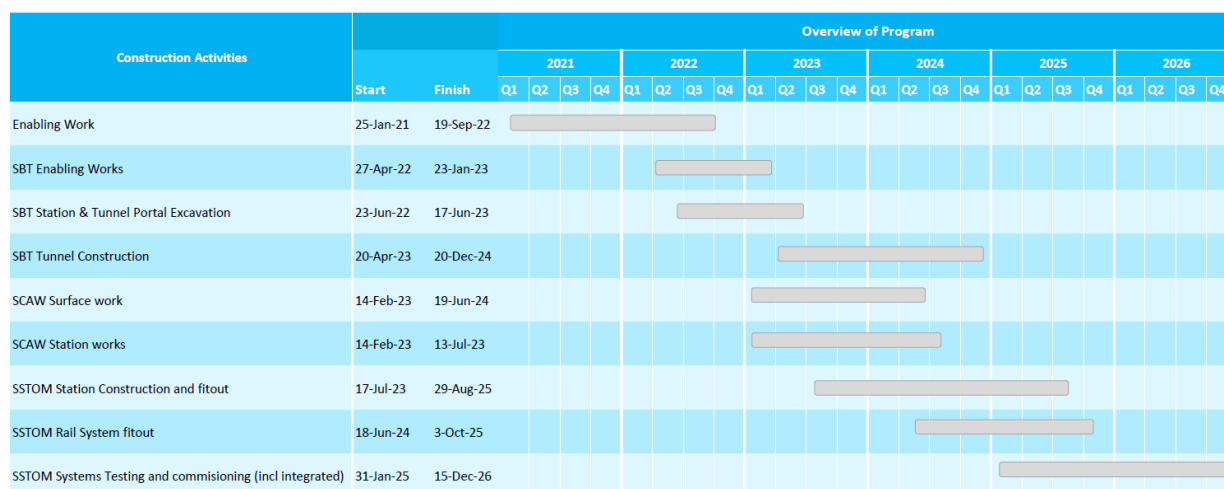 Construction Activities Overview of Program
2021 2022 2023 2024 2025 2026
Start Finish Q1 Q2 Q3 Q4 Q1 Q2 Q3 Q4 Q1 Q2 Q3 Q4 Q1 Q2 Q3 Q4 Q1 Q2 Q3 Q4 Q1 Q2 Q3 Q4
Enabling Work 25-Jan-21 19-Sep-22
SBT Enabling Works 27-Apr-22 23-Jan-23
SBT Station & Tunnel Portal Excavation 23-Jun-22 17-Jun-23
SBT Tunnel Construction 20-Apr-23 20-Dec-24
SCAW Surface work 14-Feb-23 19-Jun-24
SCAW Station works 14-Feb-23 13-Jul-23
SSTOM Station Construction and fitout 17-Jul-23 29-Aug-25
SSTOM Rail System fitout 18-Jun-24 3-Oct-25
SSTOM Systems Testing and commisioning (incl integrated) 31-Jan-25 15-Dec-26